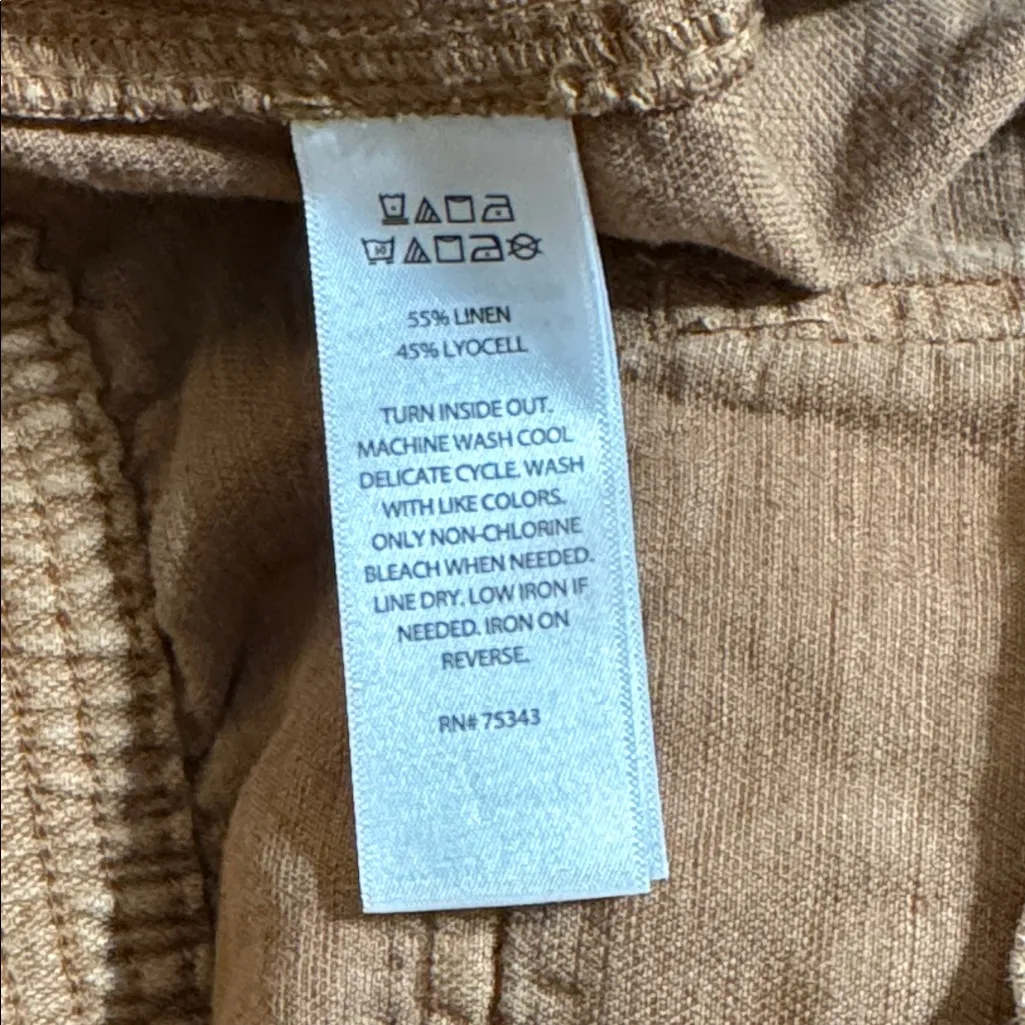 55% LINEN
45% LYOCELL
TURN INSIDE OUT.
MACHINE WASH COOL
DELICATE CYCLE. WASH
WITH LIKE COLORS.
ONLY NON-CHLORINE
BLEACH WHEN NEEDED.
LINE DRY. LOW IRON IF
NEEDED. IRON ON
REVERSE.
RN# 75343